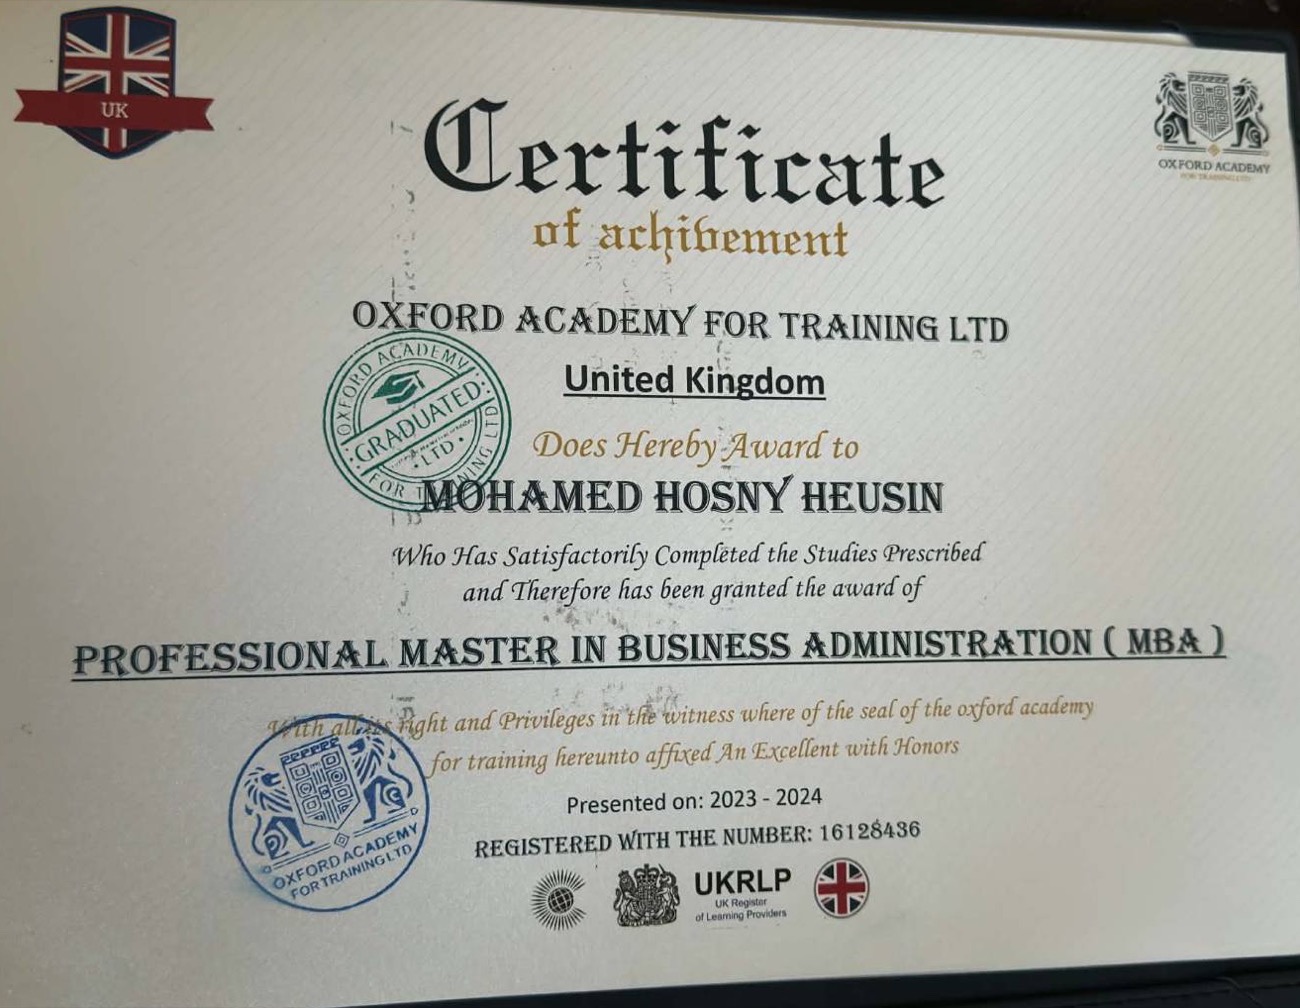 UK
OXFORD ACADEMY
FOR TRAINING LTD
Certificate
of achivement
OXFORD ACADEMY FOR TRAINING LTD
United Kingdom
OXFORD ACADEMY
GRADUATED
LTD
FOR TRAINING LTD
Does Hereby Award to
MOHAMED HOSNY HEUSIN
Who Has Satisfactorily Completed the Studies Prescribed
and Therefore has been granted the award of
PROFESSIONAL MASTER IN BUSINESS ADMINISTRATION ( MBA )
With all its right and Privileges in the witness where of the seal of the oxford academy
for training hereunto affixed An Excellent with Honors
OXFORD ACADEMY
FOR TRAINING LTD
Presented on: 2023 - 2024
REGISTERED WITH THE NUMBER: 16128436
UKRLP
UK Register
of Learning Providers